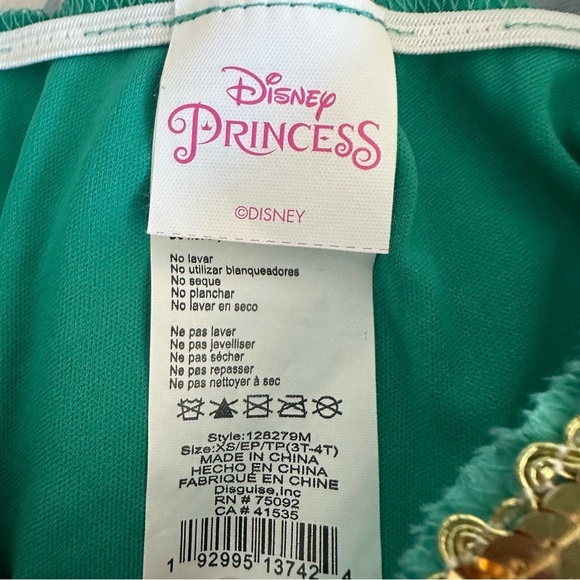 Disney
PRINCESS
©DISNEY
No lavar
No utilizar blanqueadores
No seque
No planchar
No lavar en seco
Ne pas laver
Ne pas javelliser
Ne pas sécher
Ne pas repasser
Ne pas nettoyer à sec
Style:128279M
Size:XS/EP/TP(3T-4T)
MADE IN CHINA
HECHO EN CHINA
FABRIQUÉ EN CHINE
Disguise,Inc
RN # 75092
CA # 41535
1 92995 13742 4